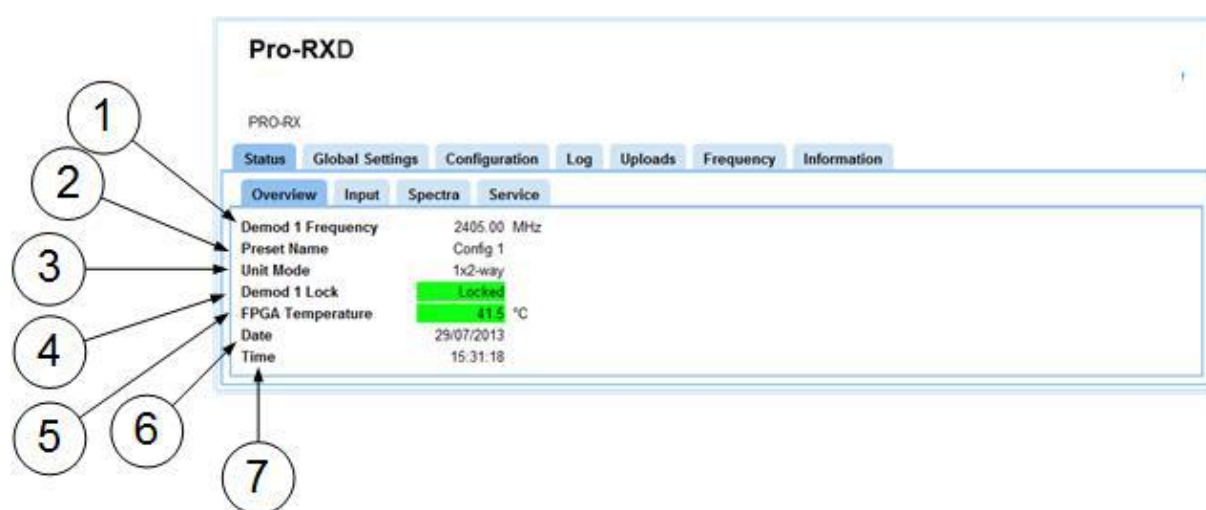 Pro-RXD
PRO-RX
Status Global Settings Configuration Log Uploads Frequency Information
Overview Input Spectra Service
1 Demod 1 Frequency 2405.00 MHz
2 Preset Name Config 1
3 Unit Mode 1x2-way
4 Demod 1 Lock Locked
5 FPGA Temperature 41.5 °C
6 Date 29/07/2013
7 Time 15:31:18